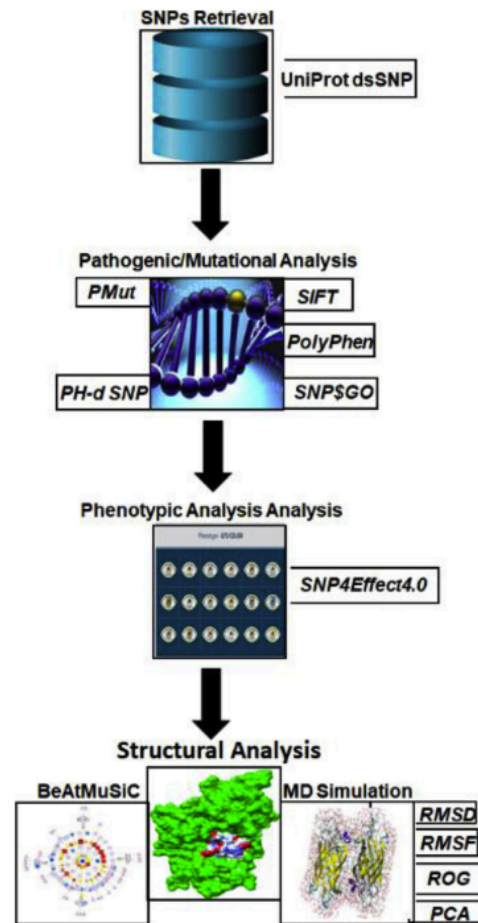 SNPs Retrieval
UniProt dsSNP
Pathogenic/Mutational Analysis
PMut
SIFT
PolyPhen
PH-d SNP
SNP$GO
Phenotypic Analysis Analysis
SNP4Effect4.0
Structural Analysis
BeAtMuSiC
MD Simulation
RMSD
RMSF
ROG
PCA